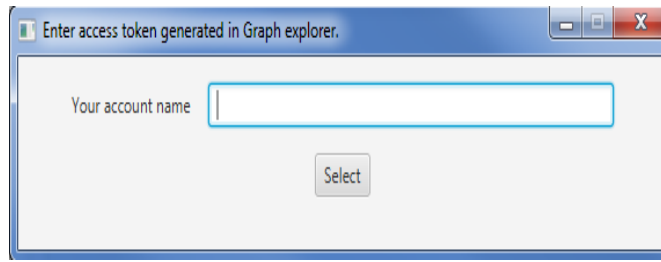 Enter access token generated in Graph explorer.
Your account name
Select